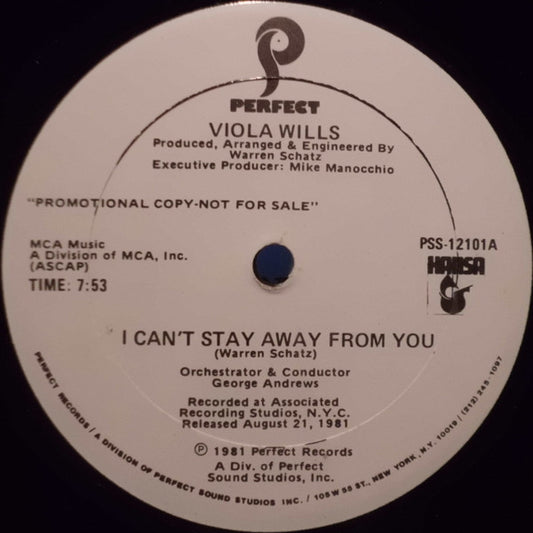 PERFECT
VIOLA WILLS
Produced, Arranged & Engineered By
Warren Schatz
Executive Producer: Mike Manocchio
"PROMOTIONAL COPY-NOT FOR SALE"
MCA Music
A Division of MCA, Inc.
(ASCAP)
TIME: 7:53
PSS-12101A
HANSA
I CAN'T STAY AWAY FROM YOU
(Warren Schatz)
Orchestrator & Conductor
George Andrews
Recorded at Associated
Recording Studios, N.Y.C.
Released August 21, 1981
Ⓟ 1981 Perfect Records
A Div. of Perfect
Sound Studios, Inc.
PERFECT RECORDS / A DIVISION OF PERFECT SOUND STUDIOS INC. / 105 W 55 ST., NEW YORK, N.Y. 10019 / (212) 245-1097